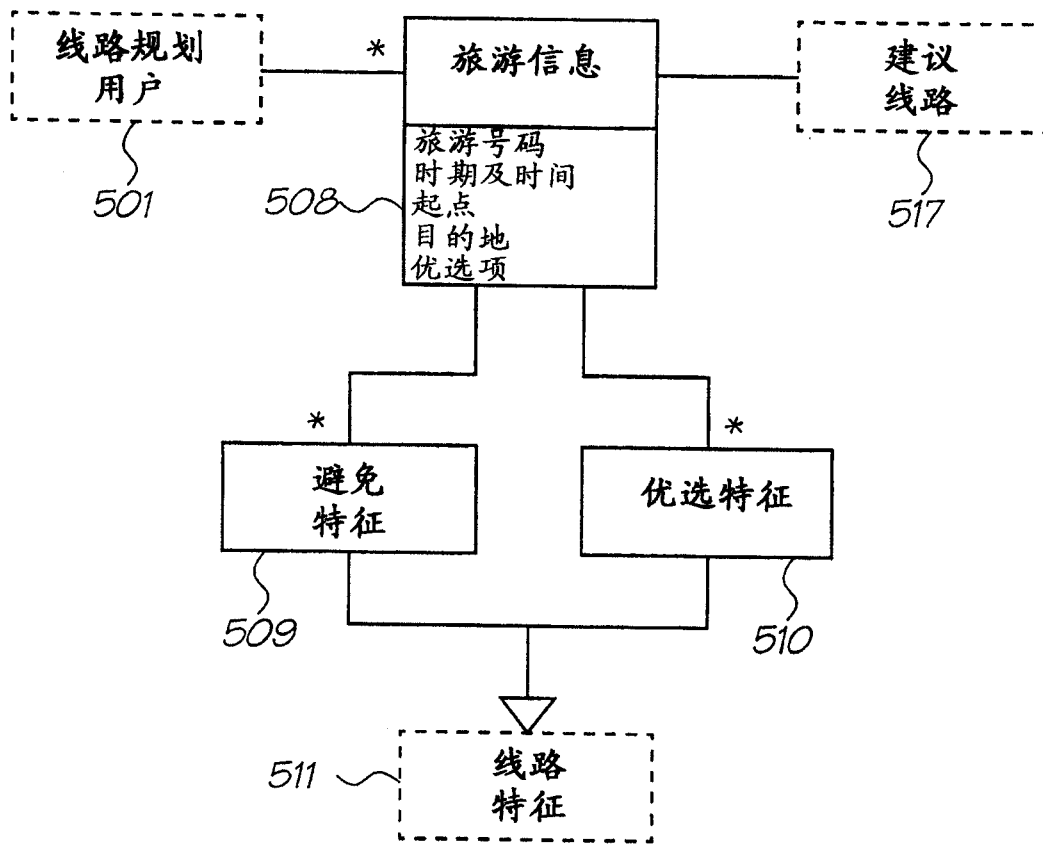 线路规划
用户
*
旅游信息
建议
线路
旅游号码
时期及时间
起点
目的地
优选项
501
508
517
*
*
避免
特征
优选特征
509
510
511
线路
特征